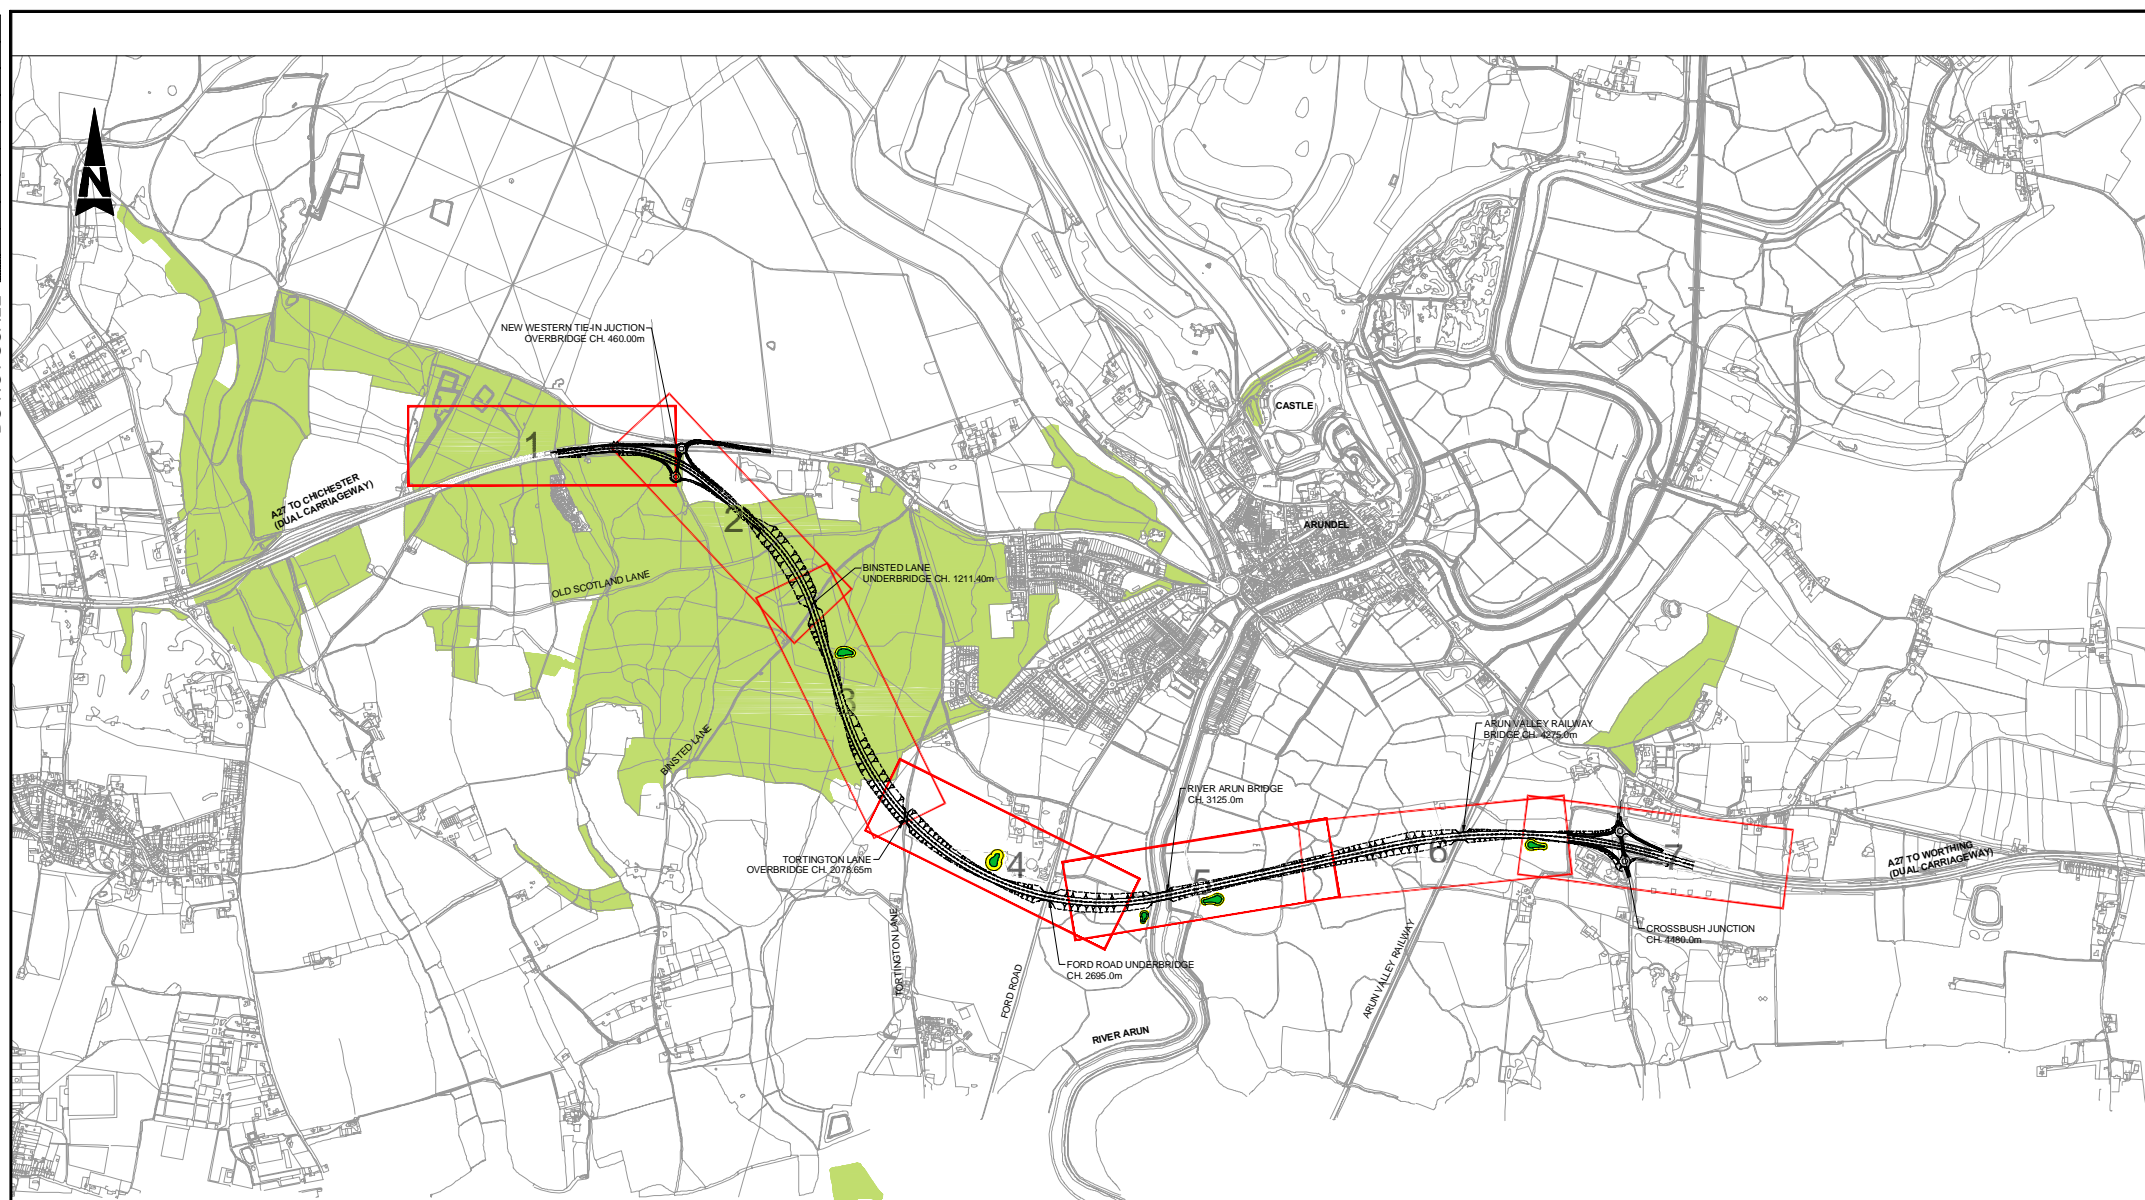 N
NEW WESTERN TIE-IN JUCTION
OVERBRIDGE CH. 460.00m
CASTLE
1
A27 TO CHICHESTER
(DUAL CARRIAGEWAY)
2
ARUNDEL
BINSTED LANE
UNDERBRIDGE CH. 1211.40m
OLD SCOTLAND LANE
3
BINSTED LANE
ARUN VALLEY RAILWAY
BRIDGE CH. 4275.0m
RIVER ARUN BRIDGE
CH. 3125.0m
TORTINGTON LANE
OVERBRIDGE CH. 2078.65m
4
5
6
7
A27 TO WORTHING
(DUAL CARRIAGEWAY)
TORTINGTON LANE
FORD ROAD UNDERBRIDGE
CH. 2695.0m
FORD ROAD
ARUN VALLEY RAILWAY
CROSSBUSH JUNCTION
CH. 4480.0m
RIVER ARUN